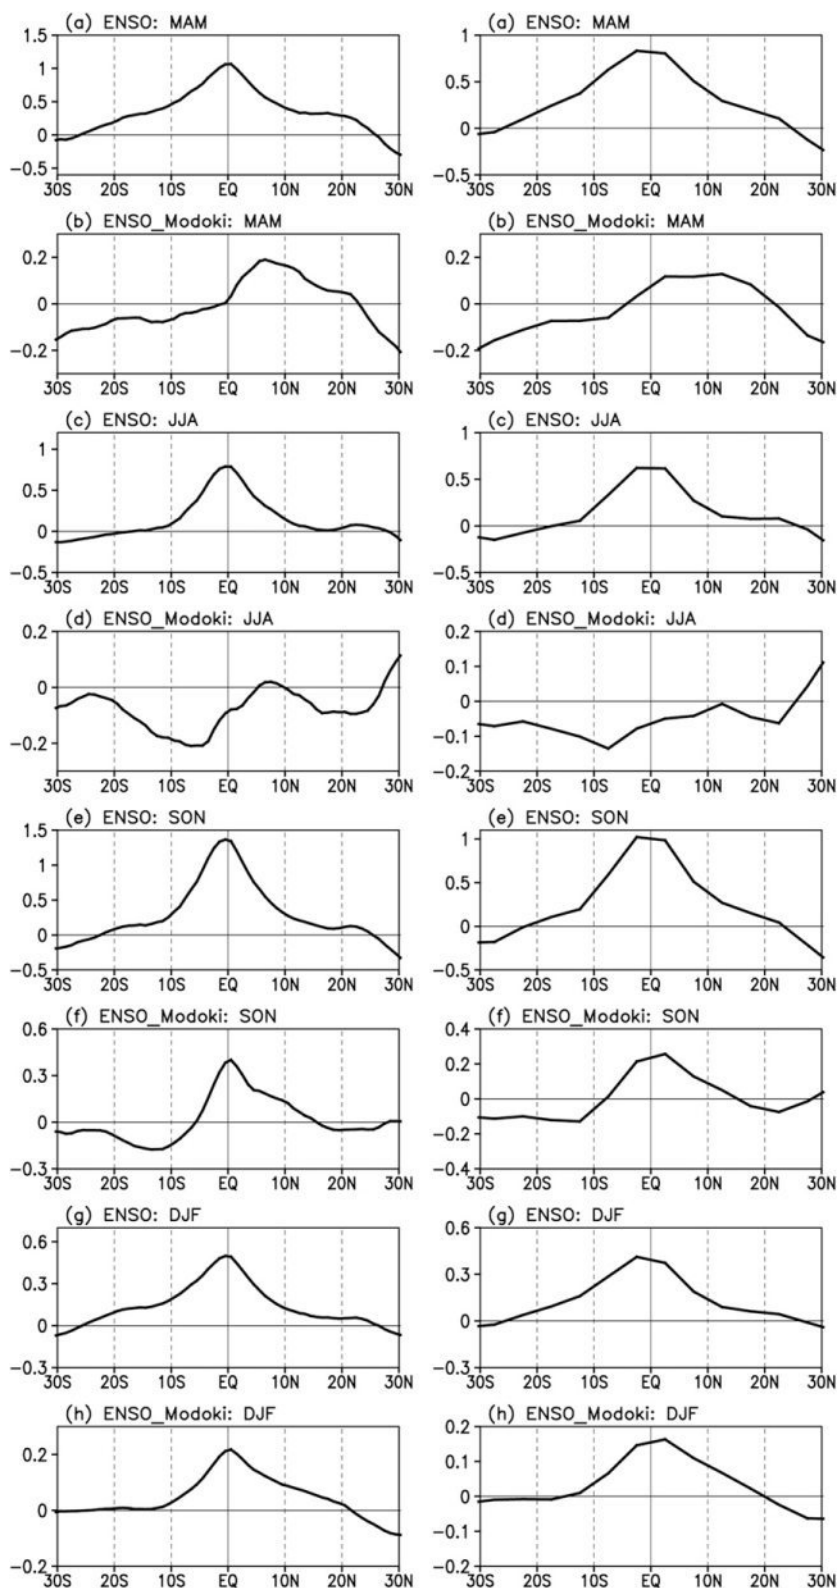 (a) ENSO: MAM
1.5
1
0.5
0
−0.5
30S 20S 10S EQ 10N 20N 30N
(a) ENSO: MAM
1
0.5
0
−0.5
30S 20S 10S EQ 10N 20N 30N
(b) ENSO_Modoki: MAM
0.2
0
−0.2
30S 20S 10S EQ 10N 20N 30N
(b) ENSO_Modoki: MAM
0.2
0
−0.2
30S 20S 10S EQ 10N 20N 30N
(c) ENSO: JJA
1
0.5
0
−0.5
30S 20S 10S EQ 10N 20N 30N
(c) ENSO: JJA
1
0.5
0
−0.5
30S 20S 10S EQ 10N 20N 30N
(d) ENSO_Modoki: JJA
0.2
0
−0.2
30S 20S 10S EQ 10N 20N 30N
(d) ENSO_Modoki: JJA
0.2
0.1
0
−0.1
−0.2
30S 20S 10S EQ 10N 20N 30N
(e) ENSO: SON
1.5
1
0.5
0
−0.5
30S 20S 10S EQ 10N 20N 30N
(e) ENSO: SON
1
0.5
0
−0.5
30S 20S 10S EQ 10N 20N 30N
(f) ENSO_Modoki: SON
0.6
0.3
0
−0.3
30S 20S 10S EQ 10N 20N 30N
(f) ENSO_Modoki: SON
0.4
0.2
0
−0.2
−0.4
30S 20S 10S EQ 10N 20N 30N
(g) ENSO: DJF
0.6
0.3
0
−0.3
30S 20S 10S EQ 10N 20N 30N
(g) ENSO: DJF
0.6
0.3
0
−0.3
30S 20S 10S EQ 10N 20N 30N
(h) ENSO_Modoki: DJF
0.2
0
−0.2
30S 20S 10S EQ 10N 20N 30N
(h) ENSO_Modoki: DJF
0.2
0.1
0
−0.1
−0.2
30S 20S 10S EQ 10N 20N 30N